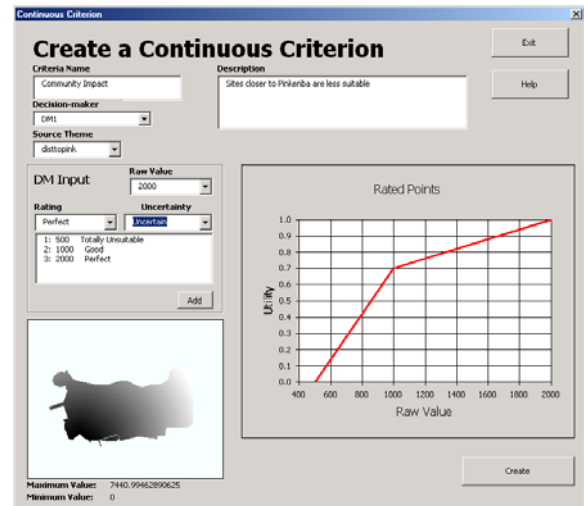 Continuous Criterion
Create a Continuous Criterion
Exit
Criteria Name
Description
Community Impact
Sites closer to Pinkenba are less suitable
Help
Decision-maker
DM1
Source Theme
disttopink
DM Input
Raw Value
2000
Rating
Uncertainty
Perfect
Uncertain
1: 500 Totally Unsuitable
2: 1000 Good
3: 2000 Perfect
Add
Rated Points
1.0
0.9
0.8
0.7
0.6
0.5
0.4
0.3
0.2
0.1
0.0
Utility
400 600 800 1000 1200 1400 1600 1800 2000
Raw Value
Create
Maximum Value: 7440.99462890625
Minimum Value: 0